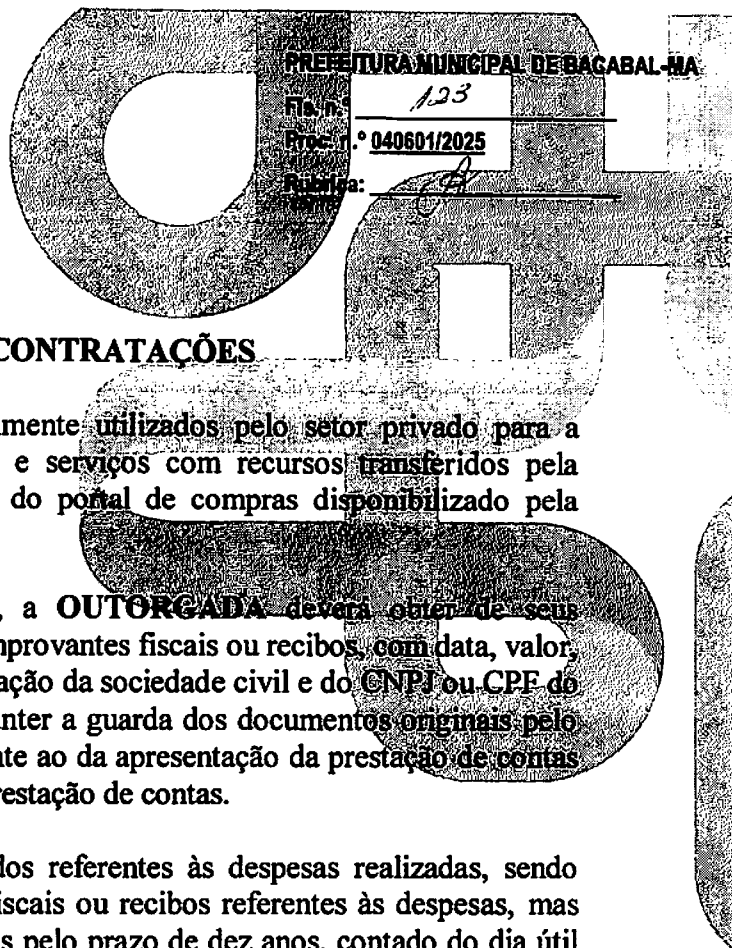 PREFEITURA MUNICIPAL DE BACABAL-MA
Fls. n.º 123
Proc. n.º 040601/2025
Rubrica:
CONTRATAÇÕES
amente utilizados pelo setor privado para a
e serviços com recursos transferidos pela
do portal de compras disponibilizado pela
, a OUTORGADA deverá obter de seus
mprovantes fiscais ou recibos, com data, valor,
ação da sociedade civil e do CNPJ ou CPF do
anter a guarda dos documentos originais pelo
nte ao da apresentação da prestação de contas
restação de contas.
dos referentes às despesas realizadas, sendo
fiscais ou recibos referentes às despesas, mas
s pelo prazo de dez anos, contado do dia útil